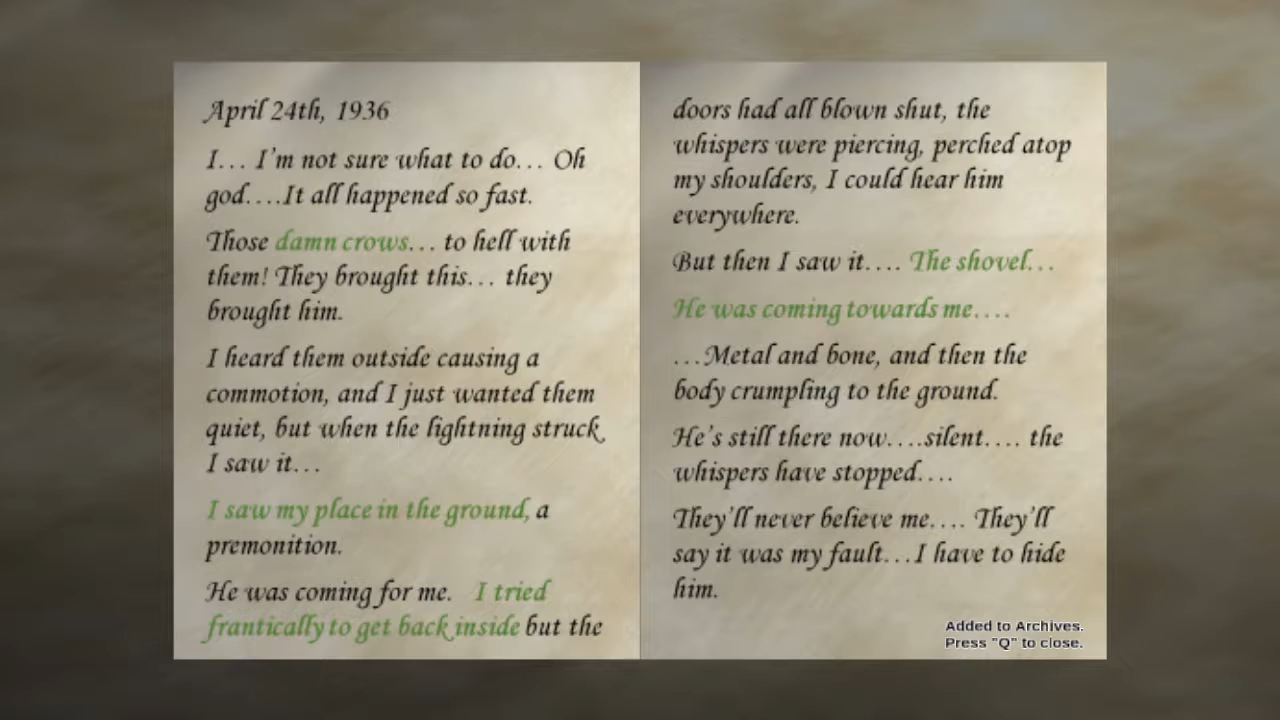 April 24th, 1936
I... I'm not sure what to do... Oh
god....It all happened so fast.
Those damn crows... to hell with
them! They brought this... they
brought him.
I heard them outside causing a
commotion, and I just wanted them
quiet, but when the lightning struck
I saw it...
I saw my place in the ground, a
premonition.
He was coming for me. I tried
frantically to get back inside but the
doors had all blown shut, the
whispers were piercing, perched atop
my shoulders, I could hear him
everywhere.
But then I saw it.... The shovel...
He was coming towards me....
...Metal and bone, and then the
body crumpling to the ground.
He's still there now....silent.... the
whispers have stopped....
They'll never believe me.... They'll
say it was my fault...I have to hide
him.
Added to Archives.
Press "Q" to close.